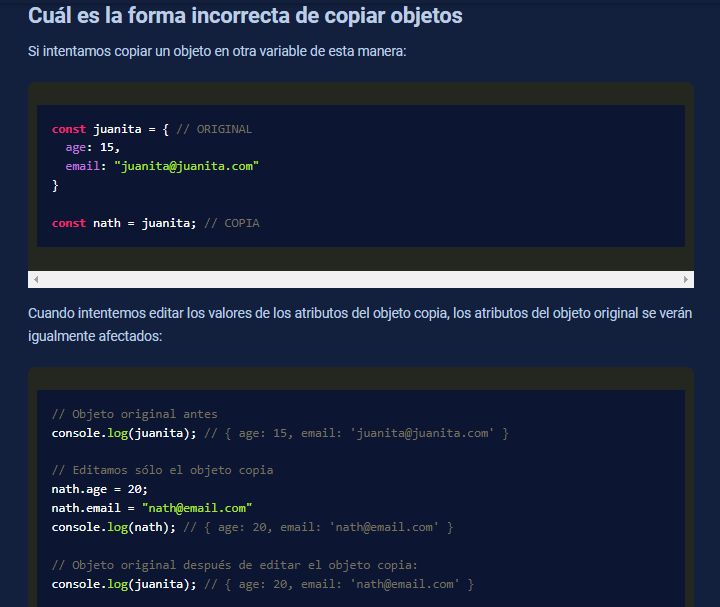 Cuál es la forma incorrecta de copiar objetos
Si intentamos copiar un objeto en otra variable de esta manera:
const juanita = { // ORIGINAL
  age: 15,
  email: "juanita@juanita.com"
}
const nath = juanita; // COPIA
Cuando intentemos editar los valores de los atributos del objeto copia, los atributos del objeto original se verán
igualmente afectados:
// Objeto original antes
console.log(juanita); // { age: 15, email: 'juanita@juanita.com' }
// Editamos sólo el objeto copia
nath.age = 20;
nath.email = "nath@email.com"
console.log(nath); // { age: 20, email: 'nath@email.com' }
// Objeto original después de editar el objeto copia:
console.log(juanita); // { age: 20, email: 'nath@email.com' }